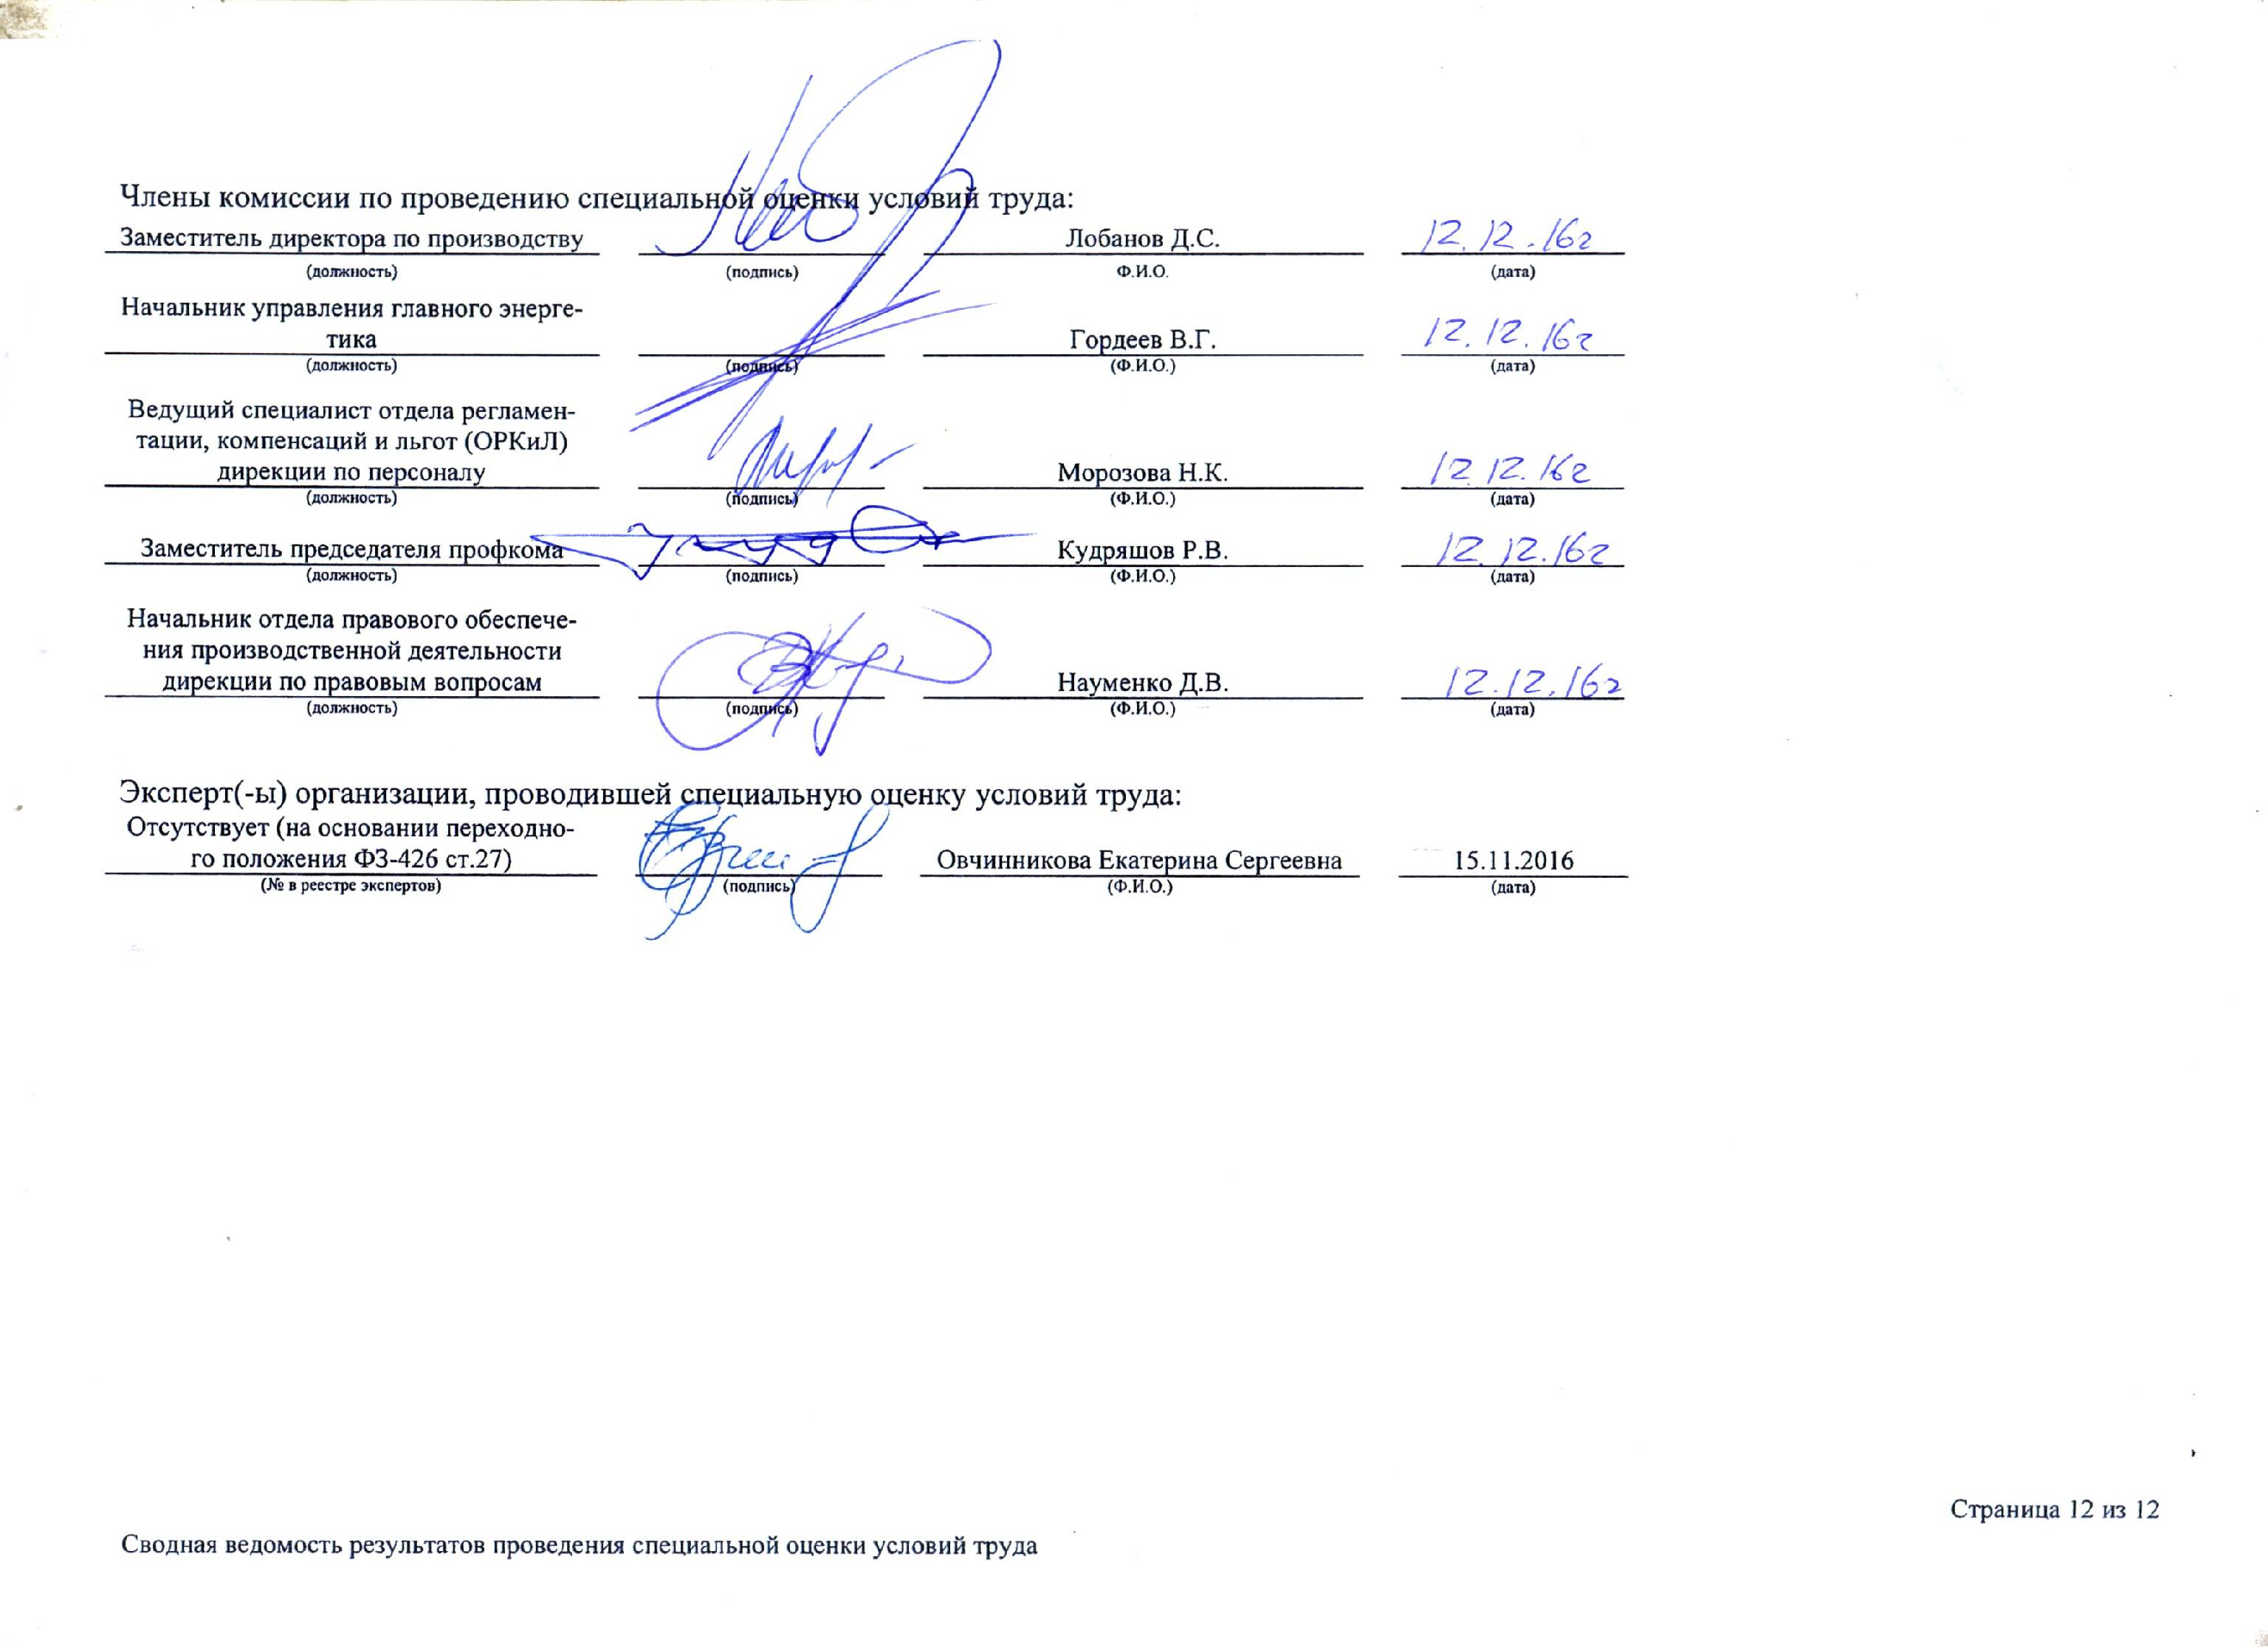 Члены комиссии по проведению специальной оценки условий труда:
Заместитель директора по производству Лобанов Д.С. 12.12.16г
(должность) (подпись) Ф.И.О. (дата)
Начальник управления главного энерге-
тика Гордеев В.Г. 12.12.16г
(должность) (подпись) (Ф.И.О.) (дата)
Ведущий специалист отдела регламен-
тации, компенсаций и льгот (ОРКиЛ)
дирекции по персоналу Морозова Н.К. 12.12.16г
(должность) (подпись) (Ф.И.О.) (дата)
Заместитель председателя профкома Кудряшов Р.В. 12.12.16г
(должность) (подпись) (Ф.И.О.) (дата)
Начальник отдела правового обеспече-
ния производственной деятельности
дирекции по правовым вопросам Науменко Д.В. 12.12.16г
(должность) (подпись) (Ф.И.О.) (дата)
Эксперт(-ы) организации, проводившей специальную оценку условий труда:
Отсутствует (на основании переходно-
го положения ФЗ-426 ст.27) Овчинникова Екатерина Сергеевна 15.11.2016
(№ в реестре экспертов) (подпись) (Ф.И.О.) (дата)
Страница 12 из 12
Сводная ведомость результатов проведения специальной оценки условий труда